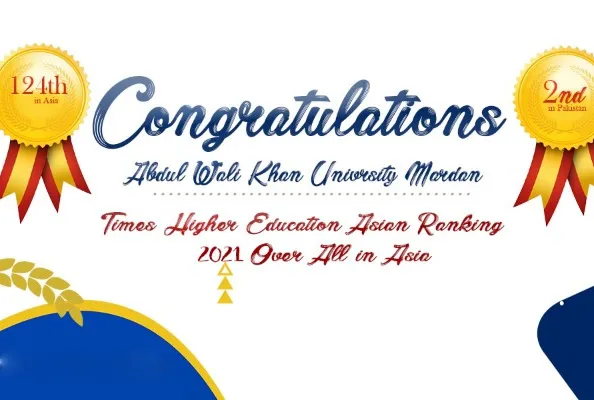 124th
in Asia
Congratulations
2nd
in Pakistan
Abdul Wali Khan University Mardan
Times Higher Education Asian Ranking
2021 Over All in Asia